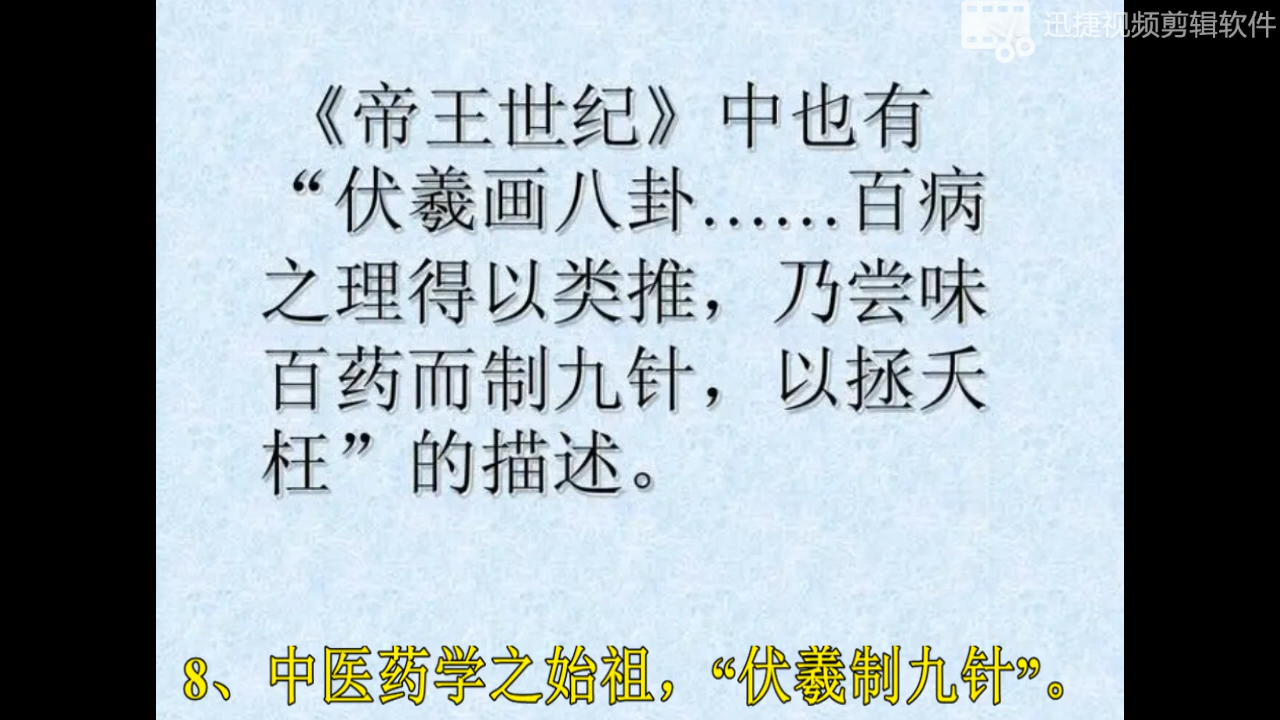 迅捷视频剪辑软件
《帝王世纪》中也有
“伏羲画八卦……百病
之理得以类推，乃尝味
百药而制九针，以拯夭
枉”的描述。
8、中医药学之始祖，“伏羲制九针”。